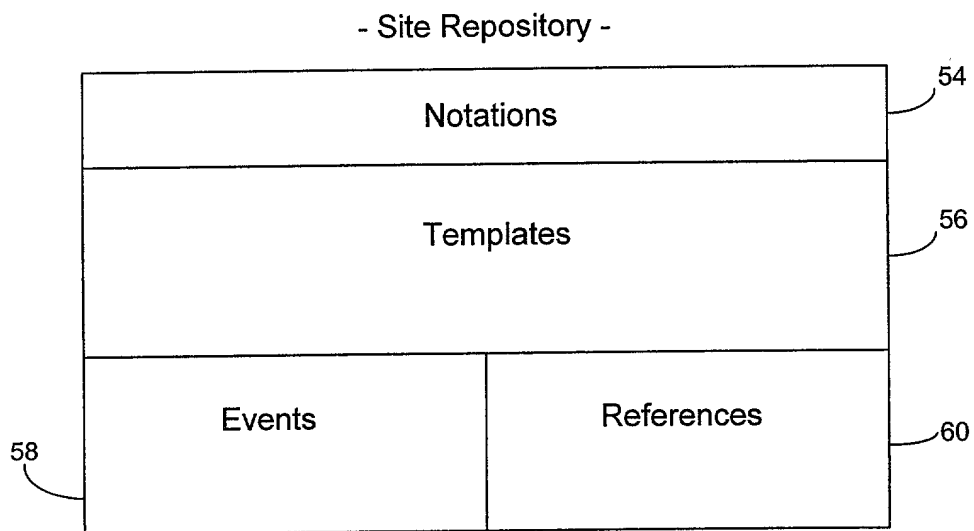 - Site Repository -
54
Notations
56
Templates
Events
References
58
60